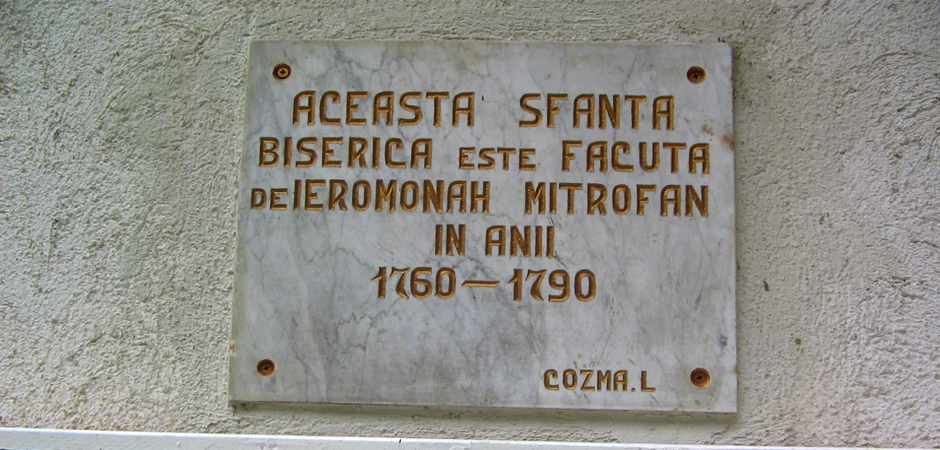 ACEASTA SFANTA
BISERICA ESTE FACUTA
DE IEROMONAH MITROFAN
IN ANII
1760 — 1790
COZMA.L